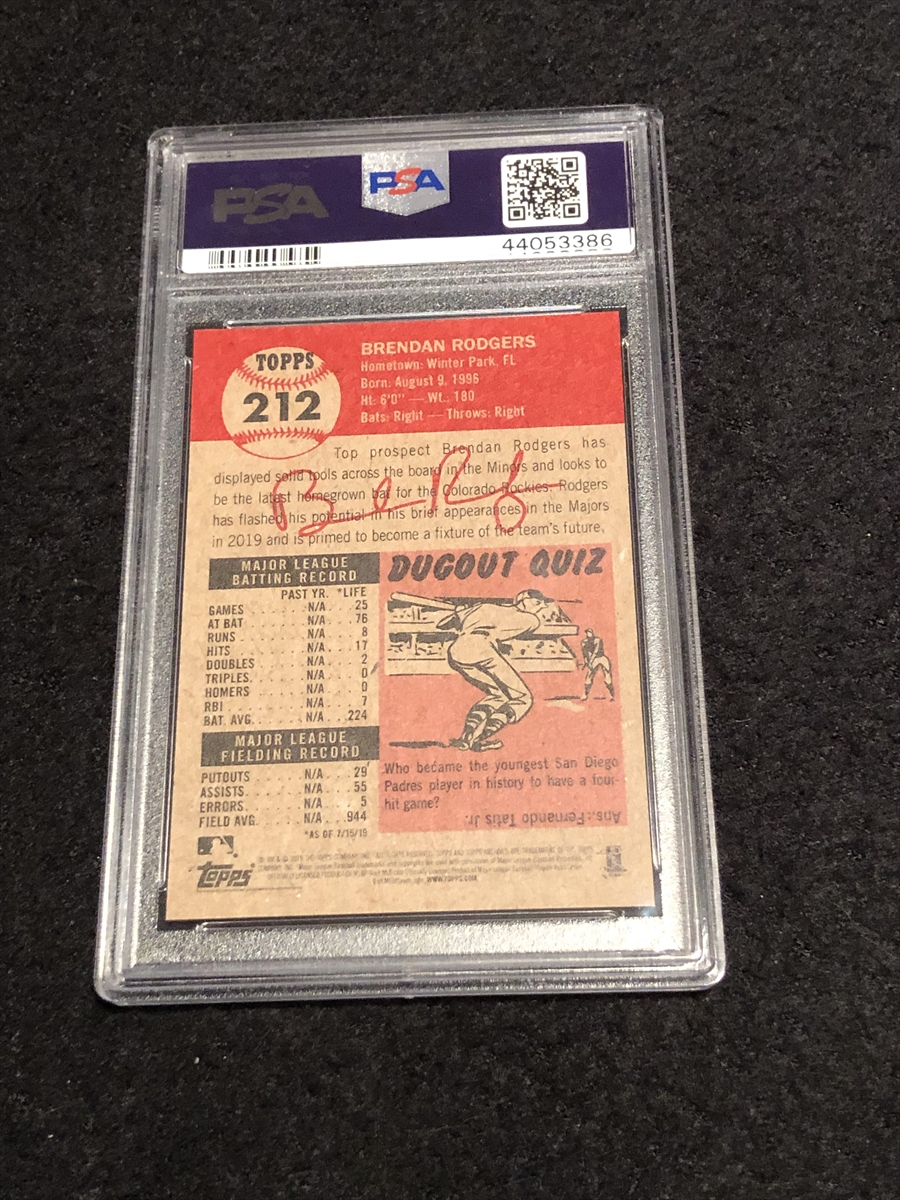 PSA
PSA
44053386
TOPPS
212
BRENDAN RODGERS
Hometown: Winter Park, FL
Born: August 9, 1996
Ht: 6'0" — Wt.: 180
Bats: Right — Throws: Right
Top prospect Brendan Rodgers has
displayed solid tools across the board in the Minors and looks to
be the latest homegrown bat for the Colorado Rockies. Rodgers
has flashed his potential in his brief appearances in the Majors
in 2019 and is primed to become a fixture of the team's future.
MAJOR LEAGUE
BATTING RECORD
PAST YR. *LIFE
GAMES N/A 25
AT BAT N/A 76
RUNS N/A 8
HITS N/A 17
DOUBLES N/A 2
TRIPLES N/A 0
HOMERS N/A 0
RBI N/A 7
BAT. AVG. N/A .224
MAJOR LEAGUE
FIELDING RECORD
PUTOUTS N/A 29
ASSISTS N/A 55
ERRORS N/A 5
FIELD AVG. N/A .944
*AS OF 7/15/19
DUGOUT QUIZ
Who became the youngest San Diego
Padres player in history to have a four-
hit game?
Ans.: Fernando Tatis Jr.
TOPPS
WWW.TOPPS.COM